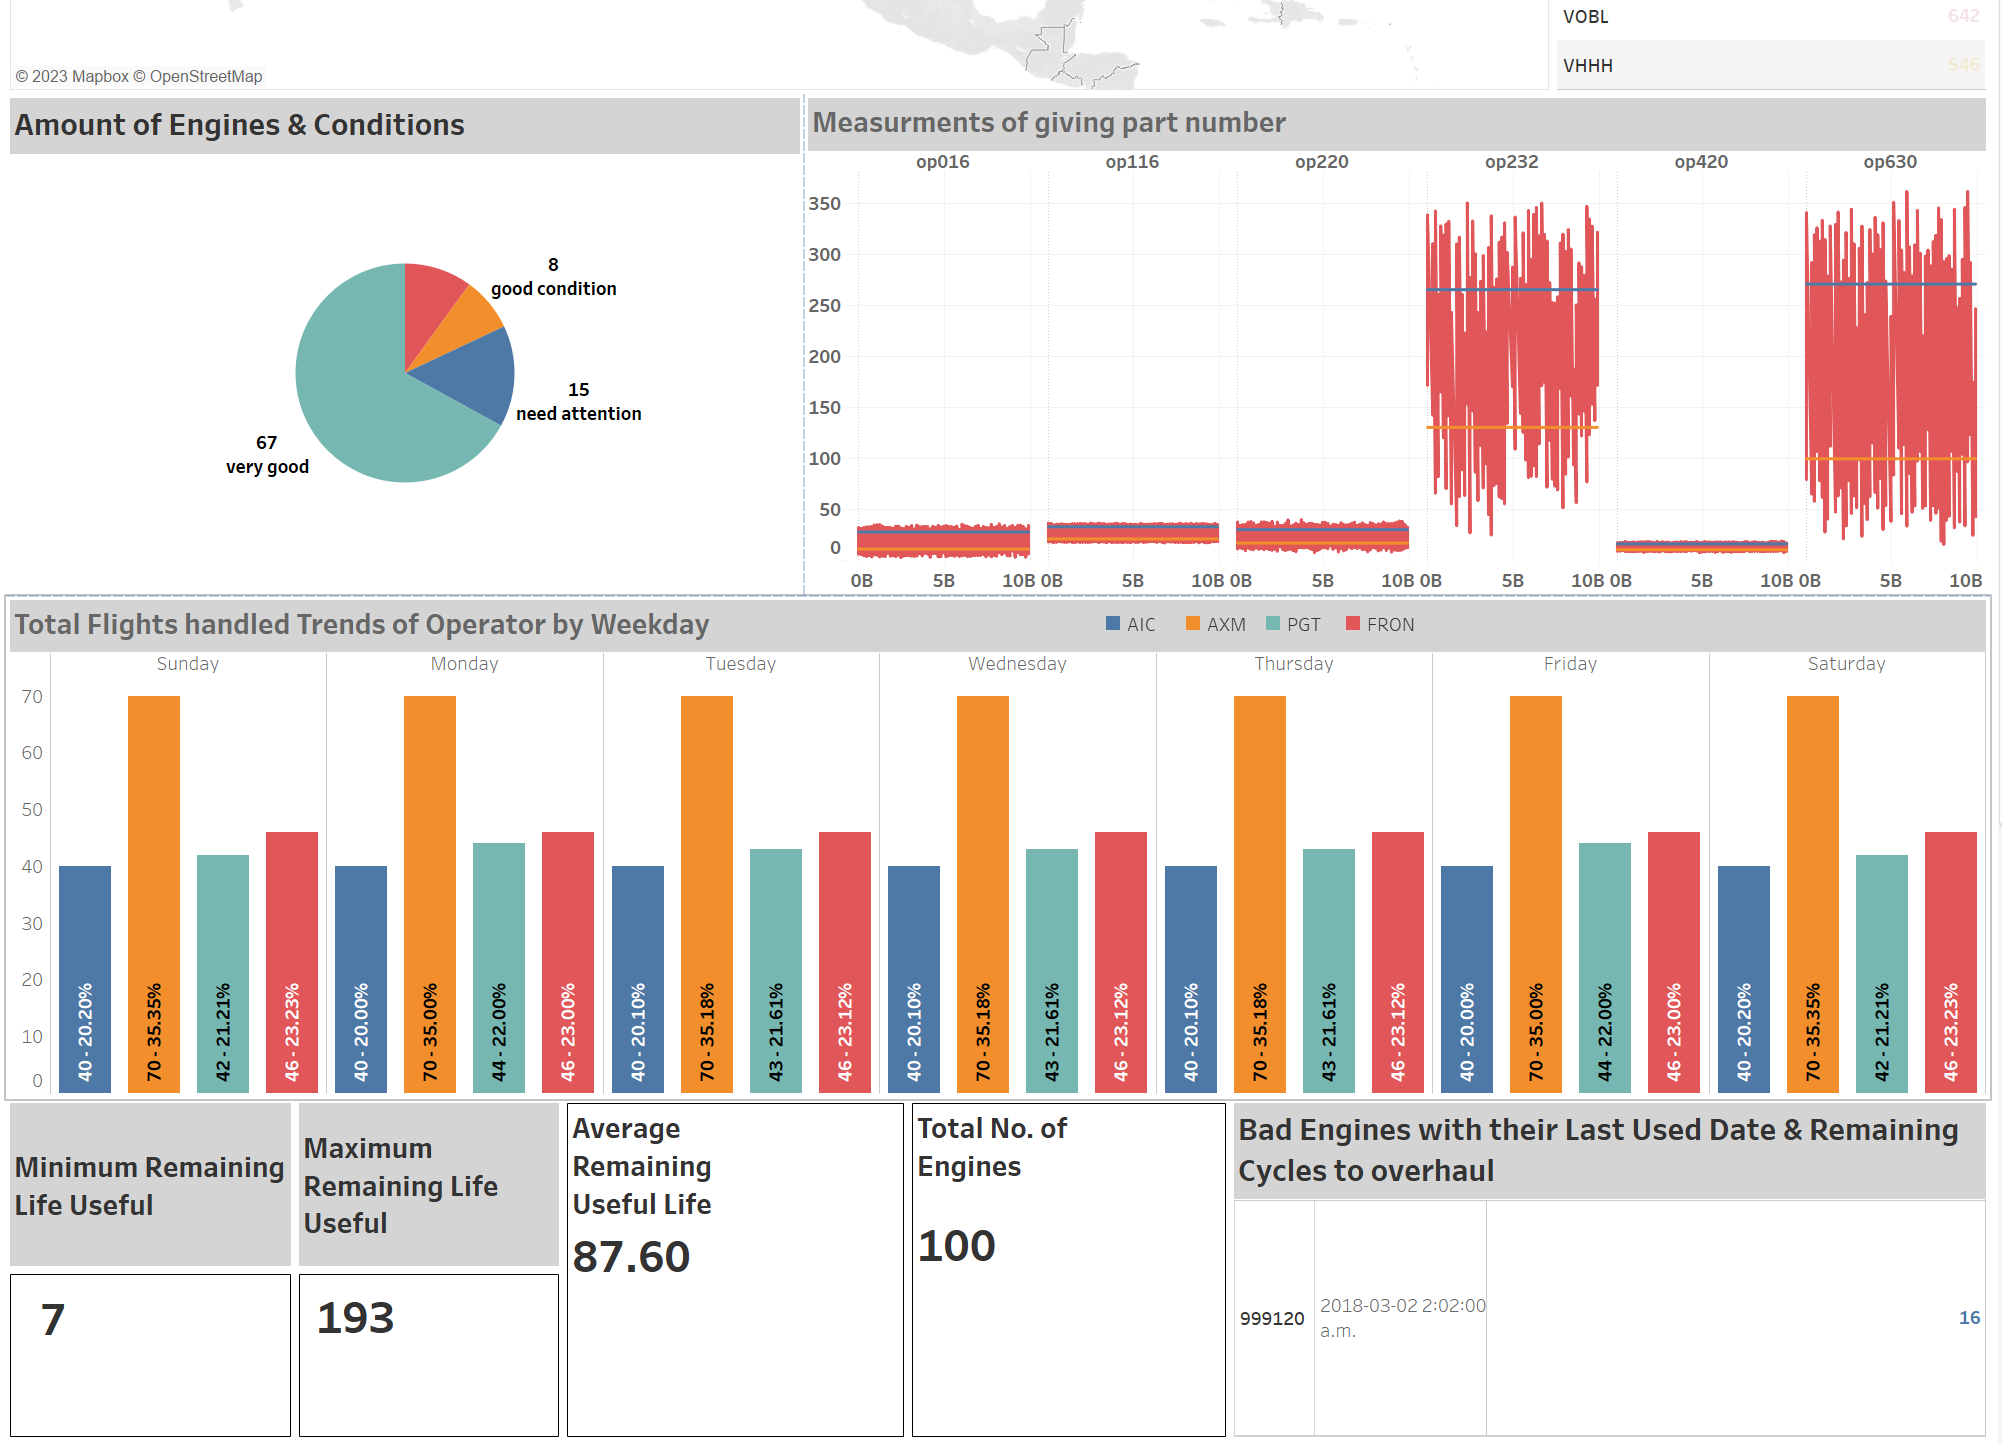 VOBL 642
VHHH 546
© 2023 Mapbox © OpenStreetMap
Amount of Engines & Conditions
8
good condition
15
need attention
67
very good
Measurments of giving part number
op016 op116 op220 op232 op420 op630
350
300
250
200
150
100
50
0
0B 5B 10B 0B 5B 10B 0B 5B 10B 0B 5B 10B 0B 5B 10B 0B 5B 10B
Total Flights handled Trends of Operator by Weekday
AIC AXM PGT FRON
Sunday Monday Tuesday Wednesday Thursday Friday Saturday
70
60
50
40
30
20
10
0
40 - 20.20%
70 - 35.35%
42 - 21.21%
46 - 23.23%
40 - 20.00%
70 - 35.00%
44 - 22.00%
46 - 23.00%
40 - 20.10%
70 - 35.18%
43 - 21.61%
46 - 23.12%
40 - 20.10%
70 - 35.18%
43 - 21.61%
46 - 23.12%
40 - 20.10%
70 - 35.18%
43 - 21.61%
46 - 23.12%
40 - 20.00%
70 - 35.00%
44 - 22.00%
46 - 23.00%
40 - 20.20%
70 - 35.35%
42 - 21.21%
46 - 23.23%
Minimum Remaining
Life Useful
7
Maximum
Remaining Life
Useful
193
Average
Remaining
Useful Life
87.60
Total No. of
Engines
100
Bad Engines with their Last Used Date & Remaining
Cycles to overhaul
999120
2018-03-02 2:02:00
a.m.
16